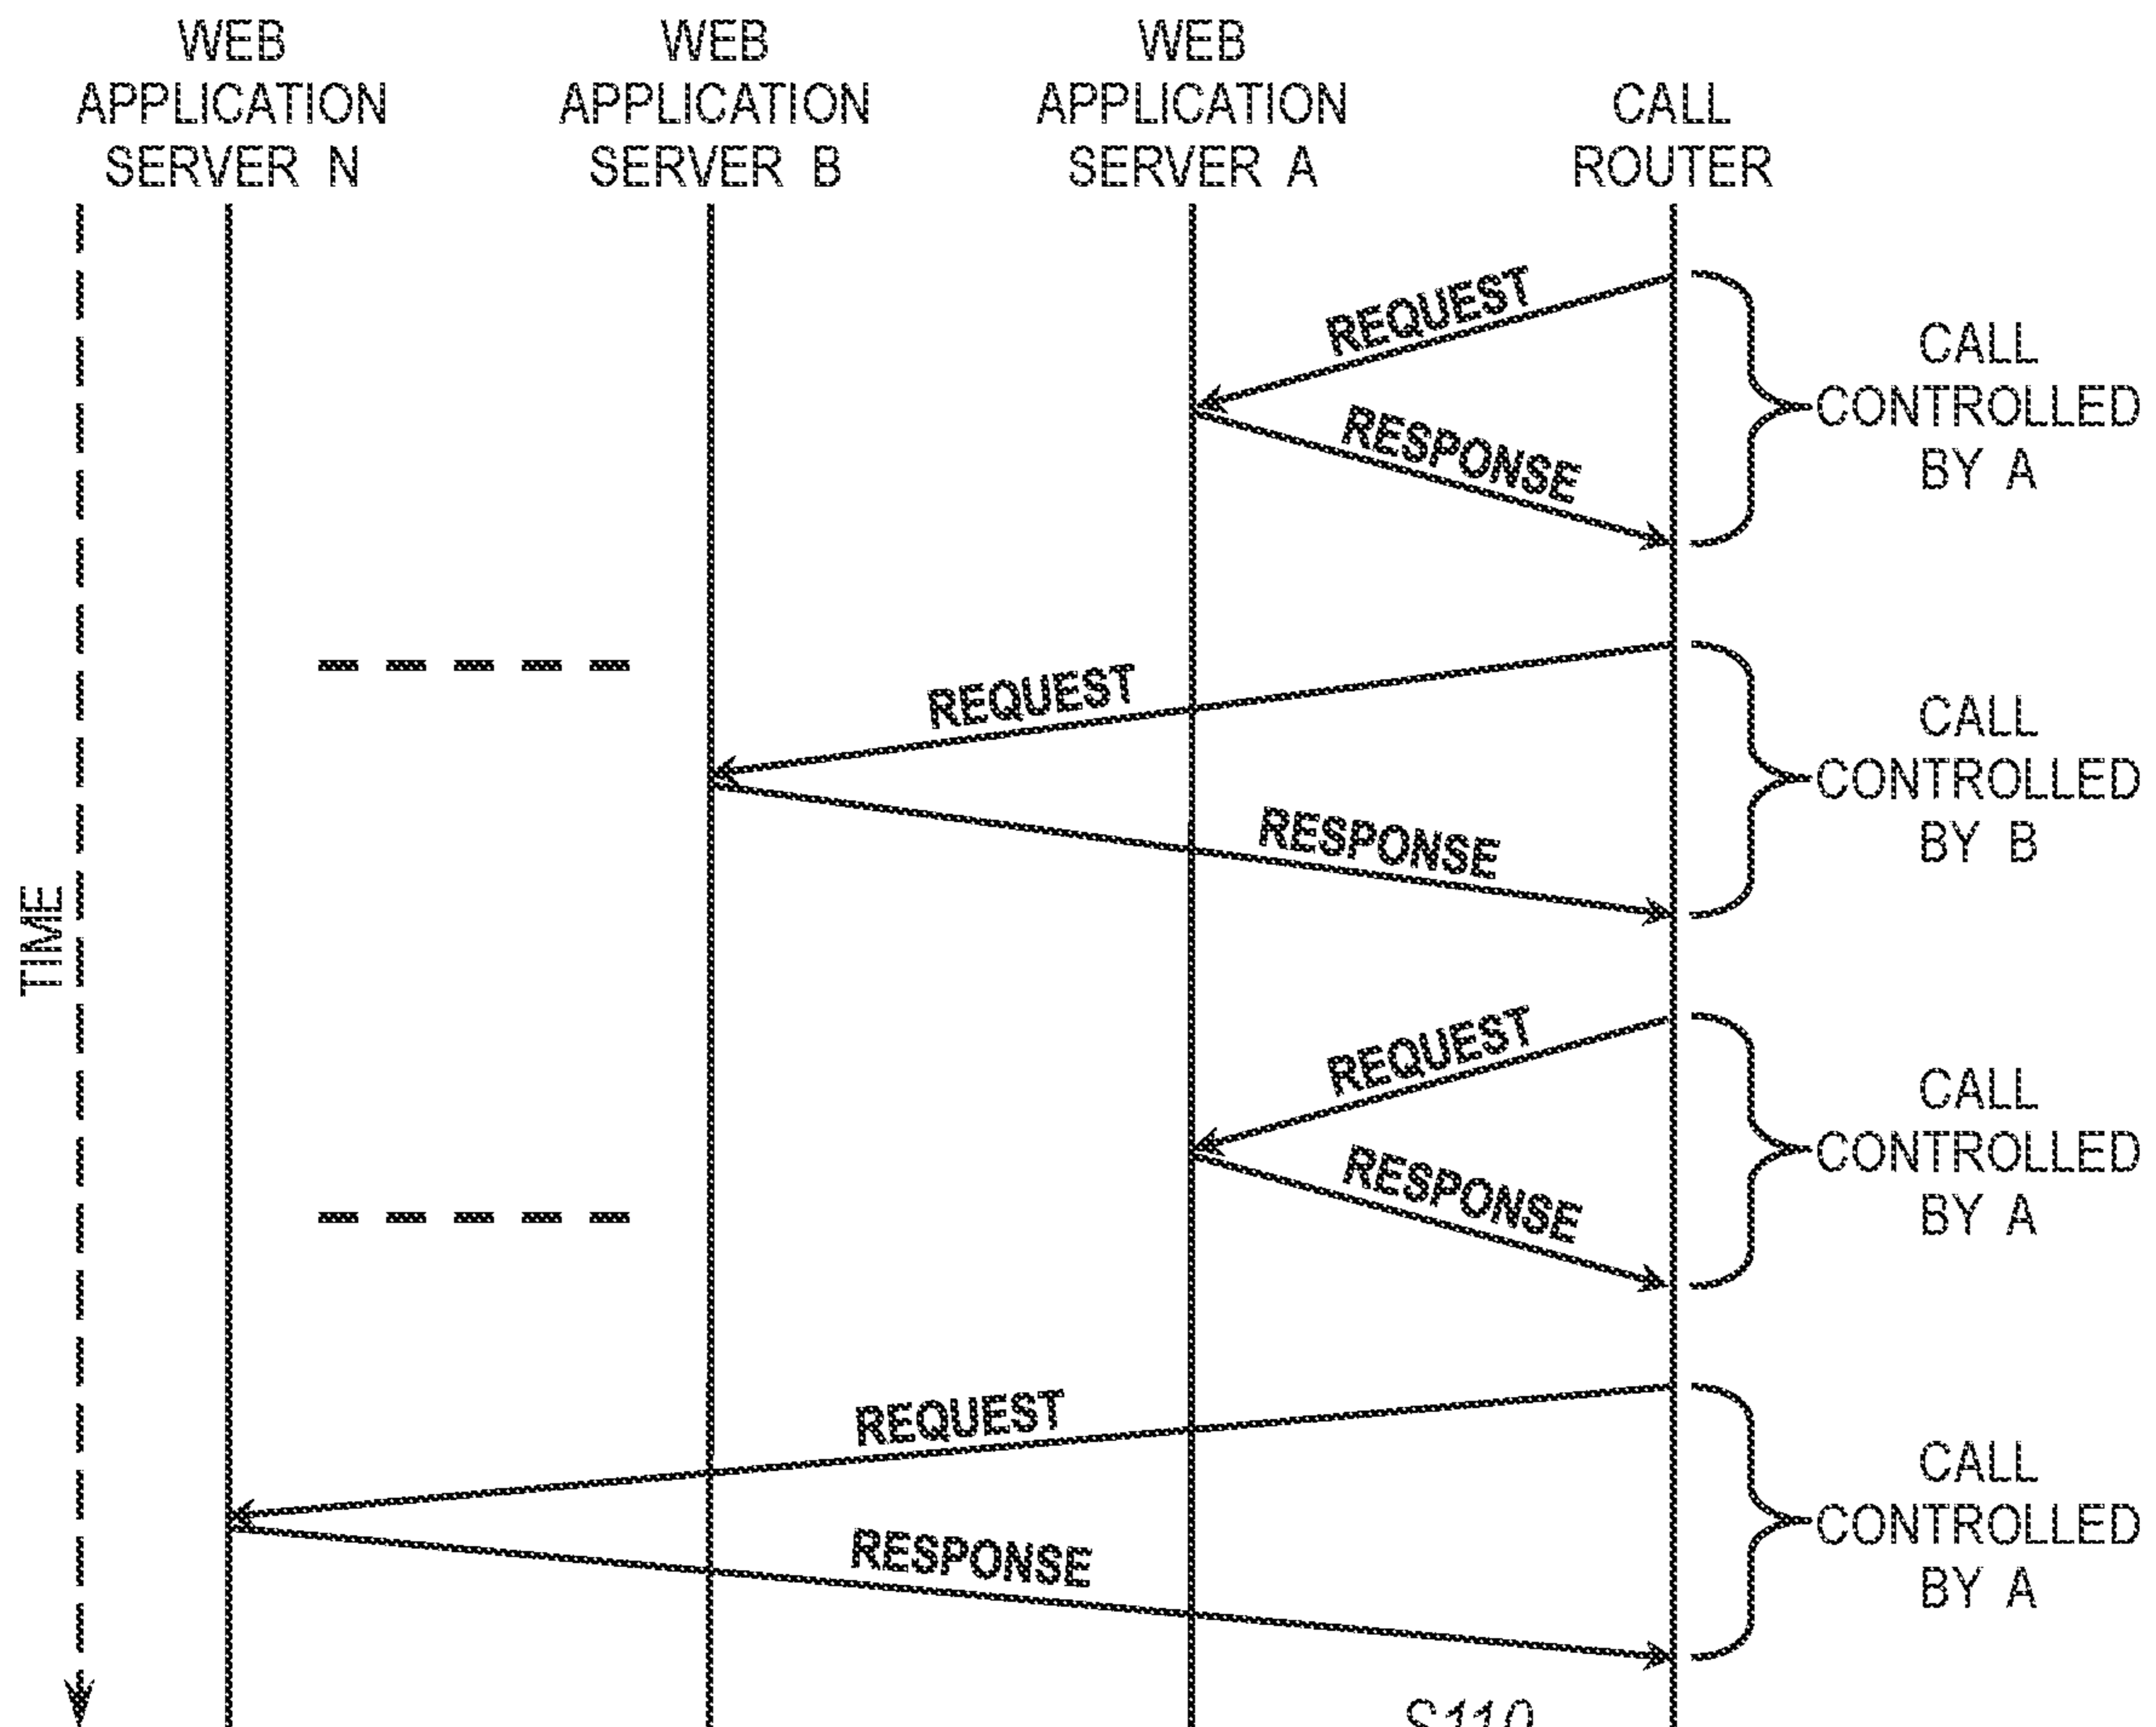 WEB
APPLICATION
SERVER N
WEB
APPLICATION
SERVER B
WEB
APPLICATION
SERVER A
CALL
ROUTER
REQUEST
RESPONSE
CALL
CONTROLLED
BY A
REQUEST
RESPONSE
CALL
CONTROLLED
BY B
TIME
REQUEST
RESPONSE
CALL
CONTROLLED
BY A
REQUEST
RESPONSE
CALL
CONTROLLED
BY A
S110